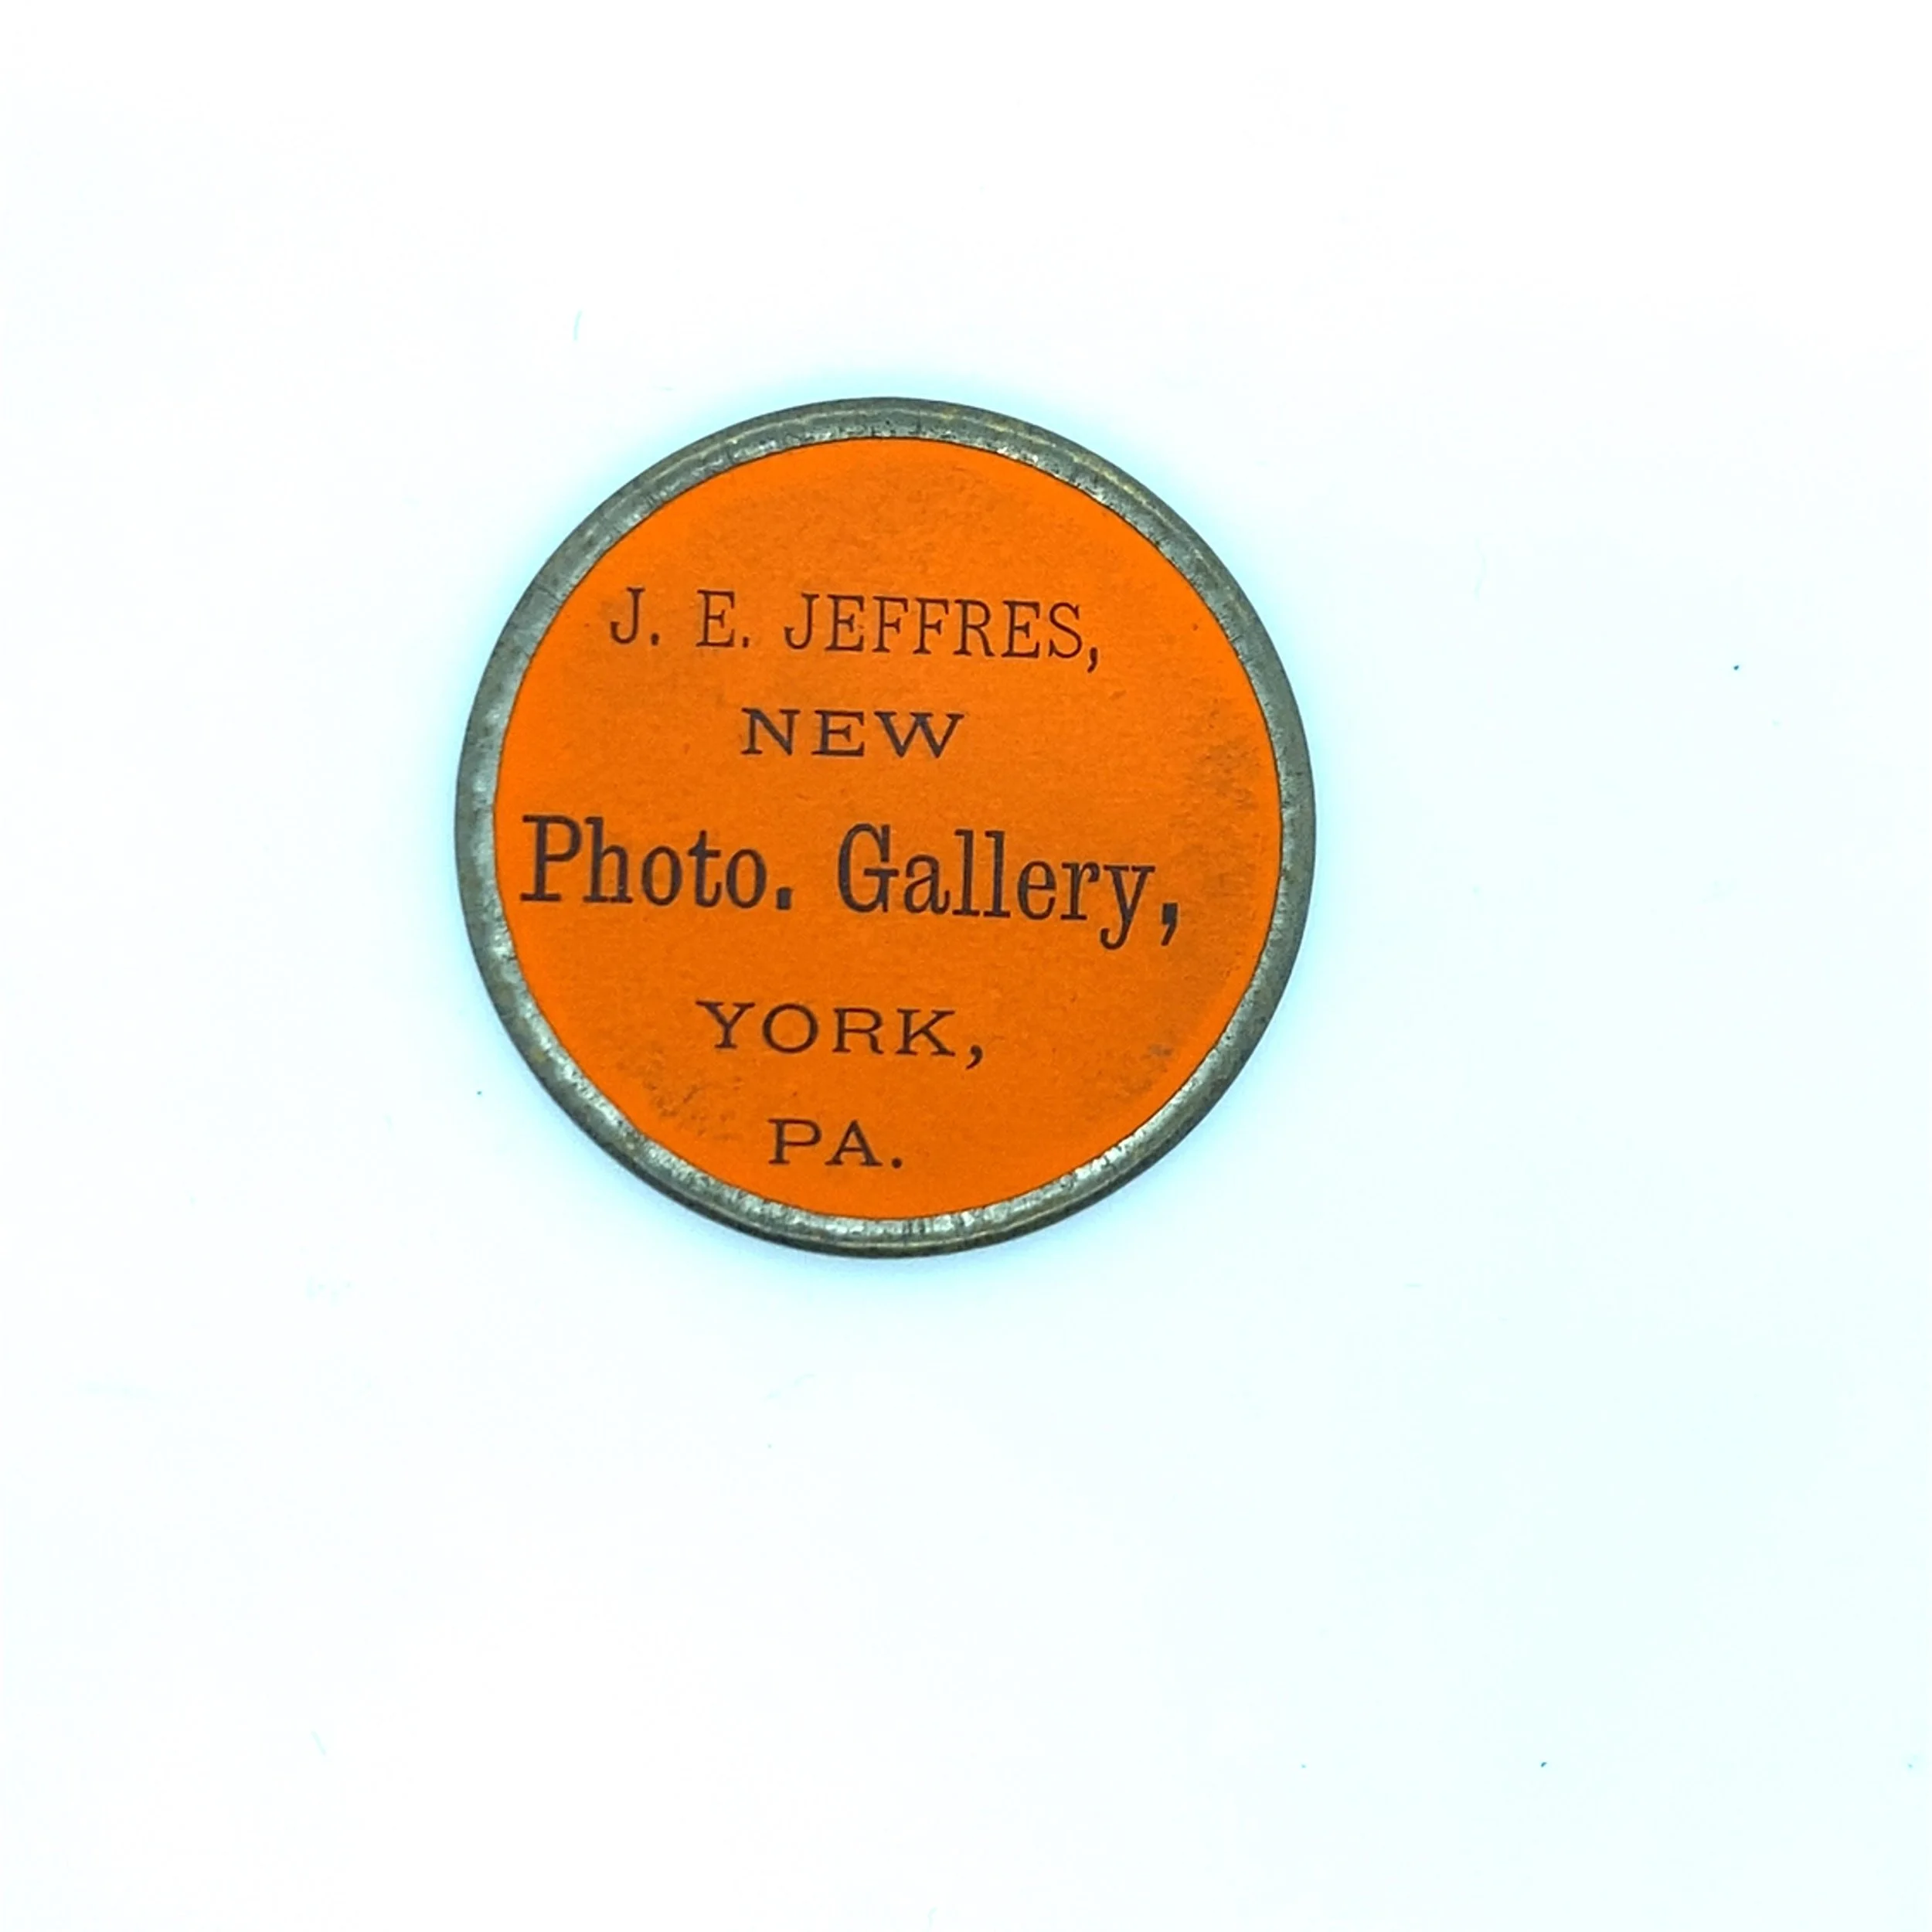 J. E. JEFFRES,
NEW
Photo. Gallery,
YORK,
PA.